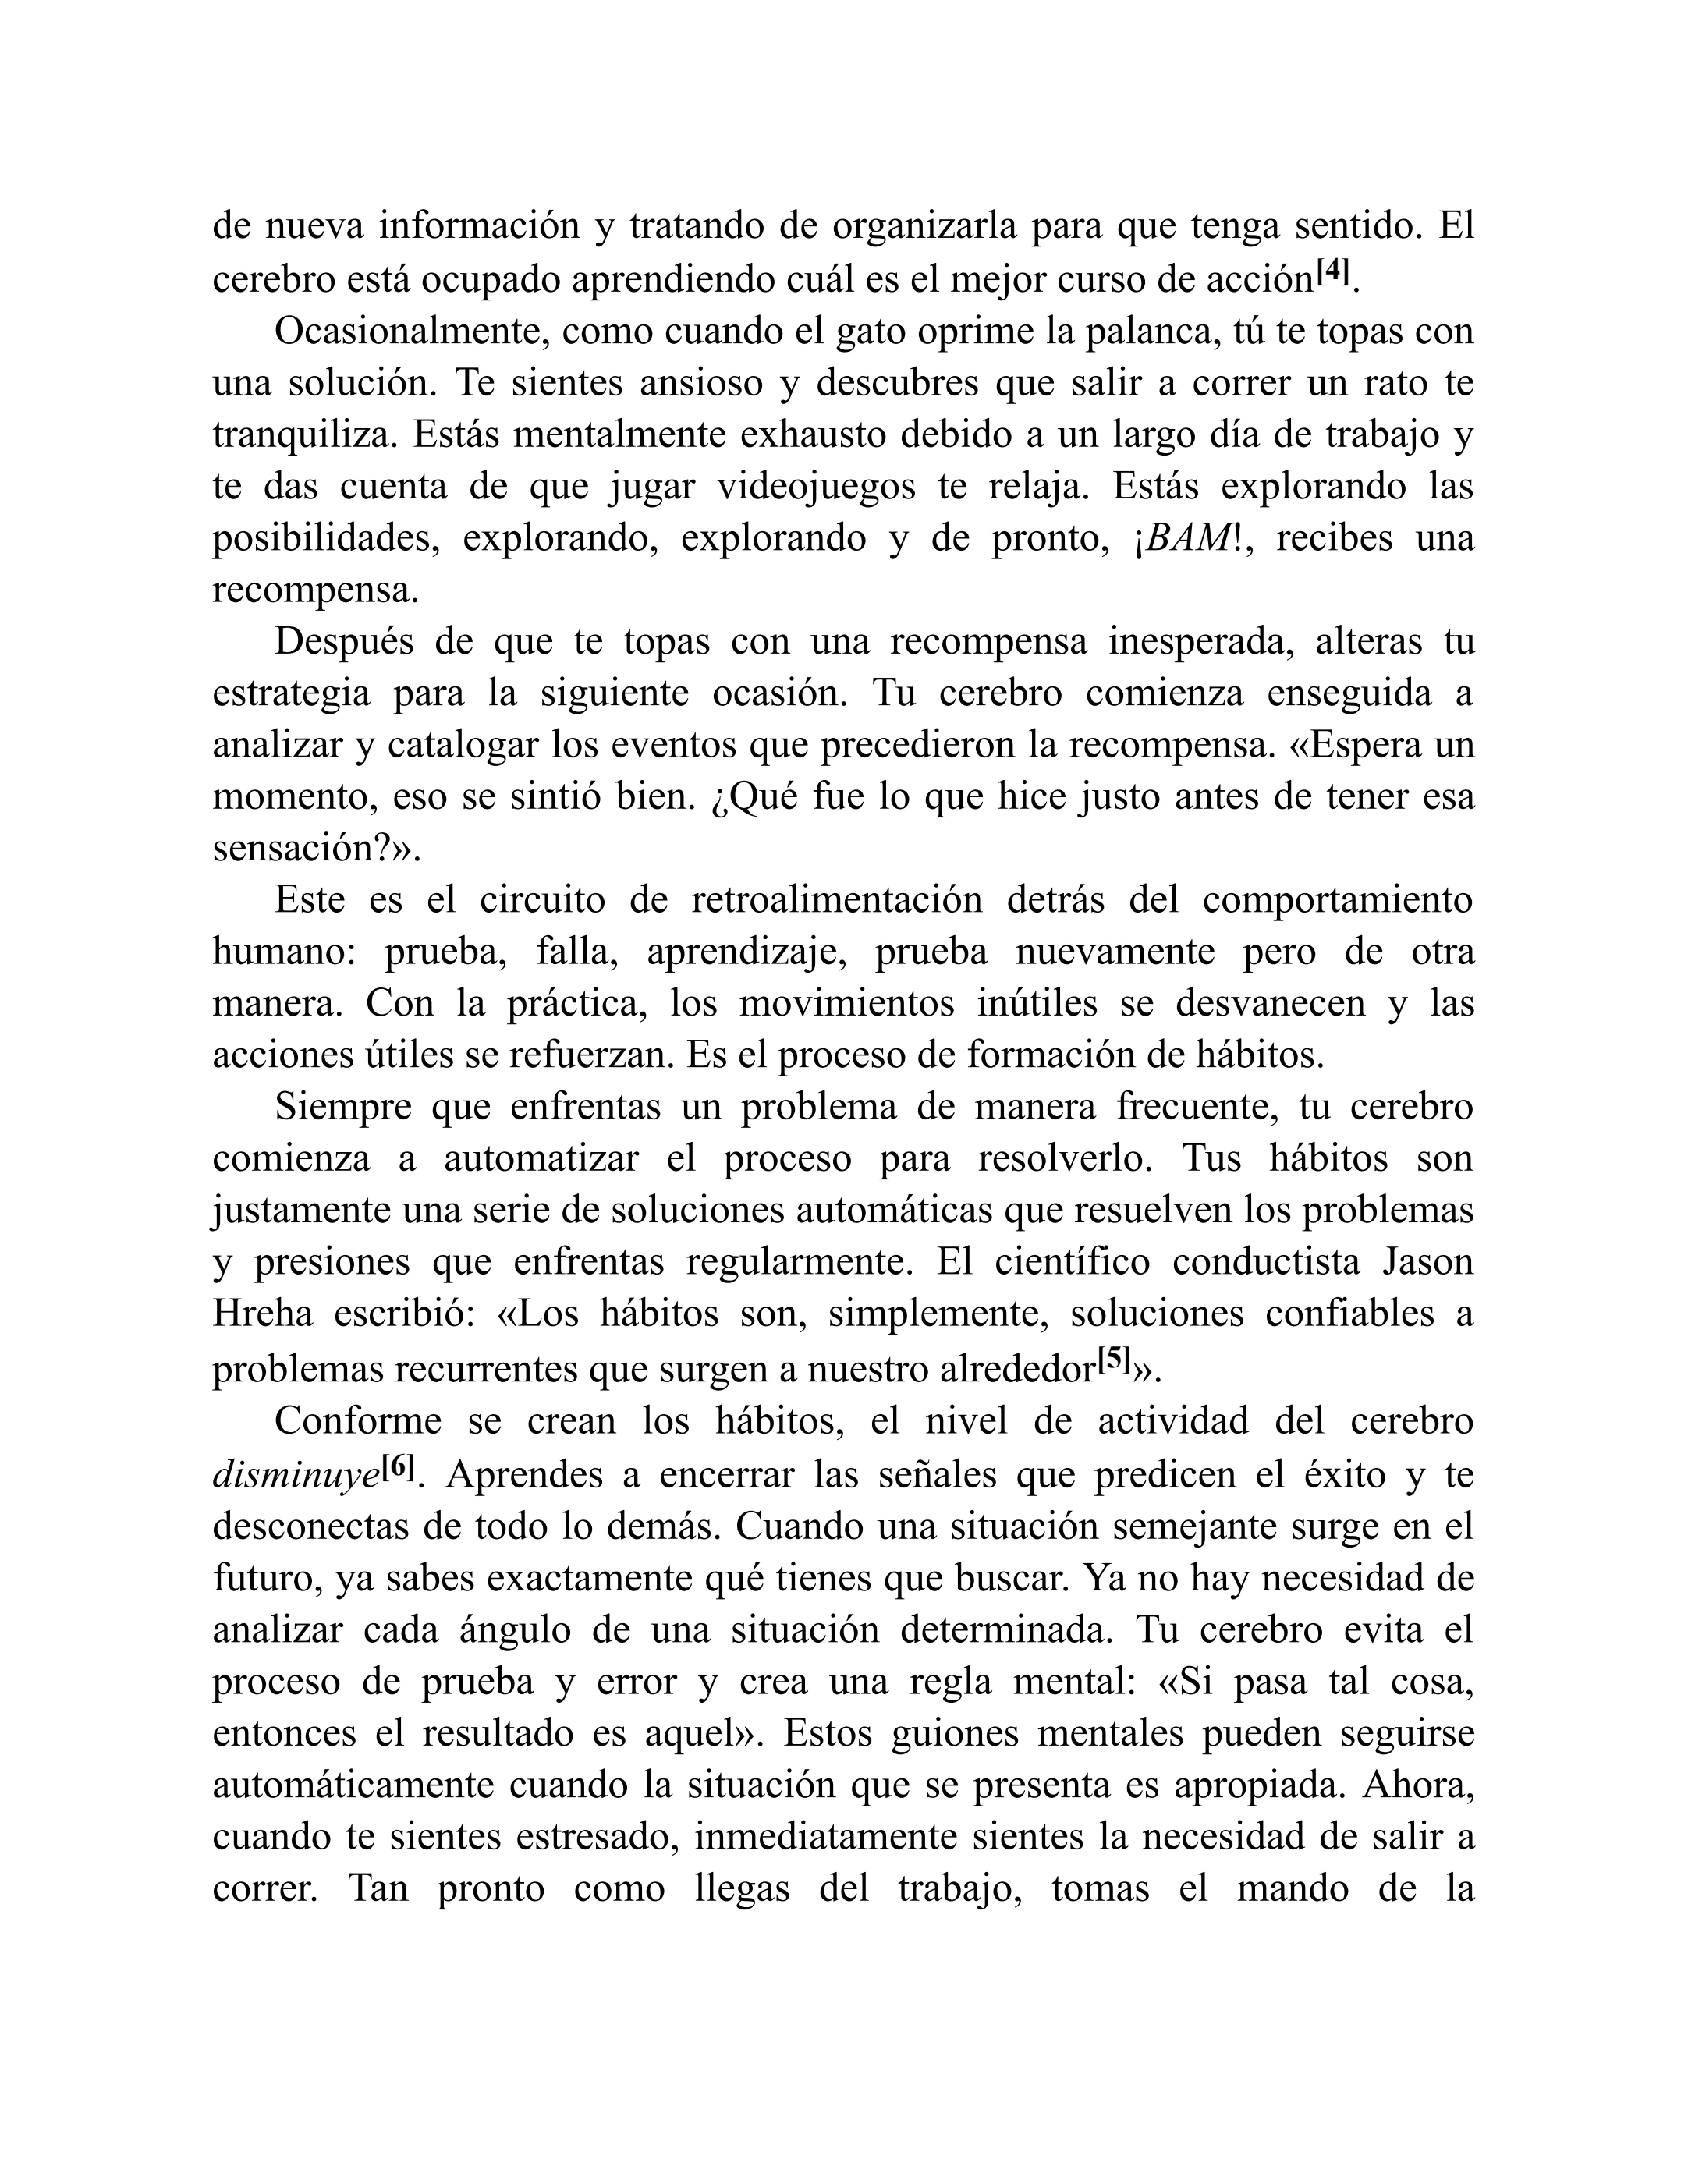 de nueva información y tratando de organizarla para que tenga sentido. El
cerebro está ocupado aprendiendo cuál es el mejor curso de acción[4].
Ocasionalmente, como cuando el gato oprime la palanca, tú te topas con
una solución. Te sientes ansioso y descubres que salir a correr un rato te
tranquiliza. Estás mentalmente exhausto debido a un largo día de trabajo y
te das cuenta de que jugar videojuegos te relaja. Estás explorando las
posibilidades, explorando, explorando y de pronto, ¡BAM!, recibes una
recompensa.
Después de que te topas con una recompensa inesperada, alteras tu
estrategia para la siguiente ocasión. Tu cerebro comienza enseguida a
analizar y catalogar los eventos que precedieron la recompensa. «Espera un
momento, eso se sintió bien. ¿Qué fue lo que hice justo antes de tener esa
sensación?».
Este es el circuito de retroalimentación detrás del comportamiento
humano: prueba, falla, aprendizaje, prueba nuevamente pero de otra
manera. Con la práctica, los movimientos inútiles se desvanecen y las
acciones útiles se refuerzan. Es el proceso de formación de hábitos.
Siempre que enfrentas un problema de manera frecuente, tu cerebro
comienza a automatizar el proceso para resolverlo. Tus hábitos son
justamente una serie de soluciones automáticas que resuelven los problemas
y presiones que enfrentas regularmente. El científico conductista Jason
Hreha escribió: «Los hábitos son, simplemente, soluciones confiables a
problemas recurrentes que surgen a nuestro alrededor[5]».
Conforme se crean los hábitos, el nivel de actividad del cerebro
disminuye[6]. Aprendes a encerrar las señales que predicen el éxito y te
desconectas de todo lo demás. Cuando una situación semejante surge en el
futuro, ya sabes exactamente qué tienes que buscar. Ya no hay necesidad de
analizar cada ángulo de una situación determinada. Tu cerebro evita el
proceso de prueba y error y crea una regla mental: «Si pasa tal cosa,
entonces el resultado es aquel». Estos guiones mentales pueden seguirse
automáticamente cuando la situación que se presenta es apropiada. Ahora,
cuando te sientes estresado, inmediatamente sientes la necesidad de salir a
correr. Tan pronto como llegas del trabajo, tomas el mando de la